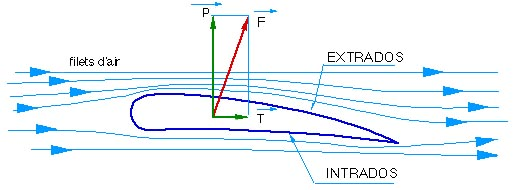 P F
filets d'air
EXTRADOS
T
INTRADOS